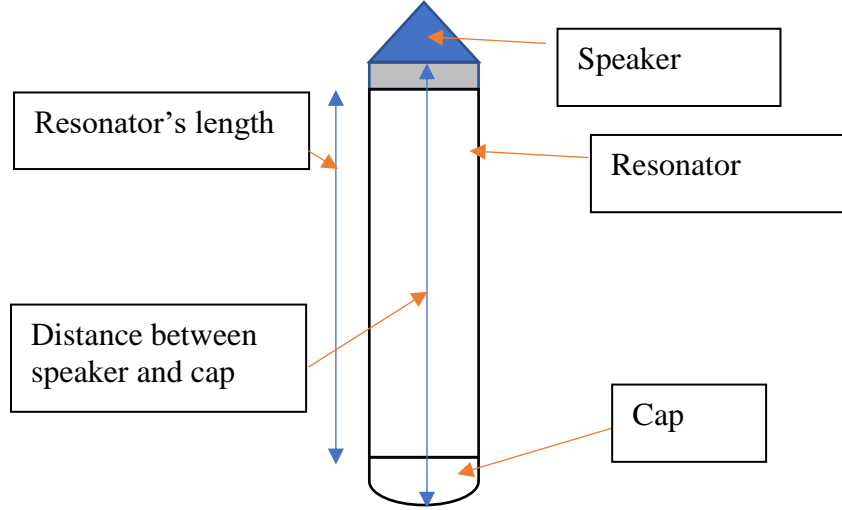 Speaker
Resonator’s length
Resonator
Distance between
speaker and cap
Cap